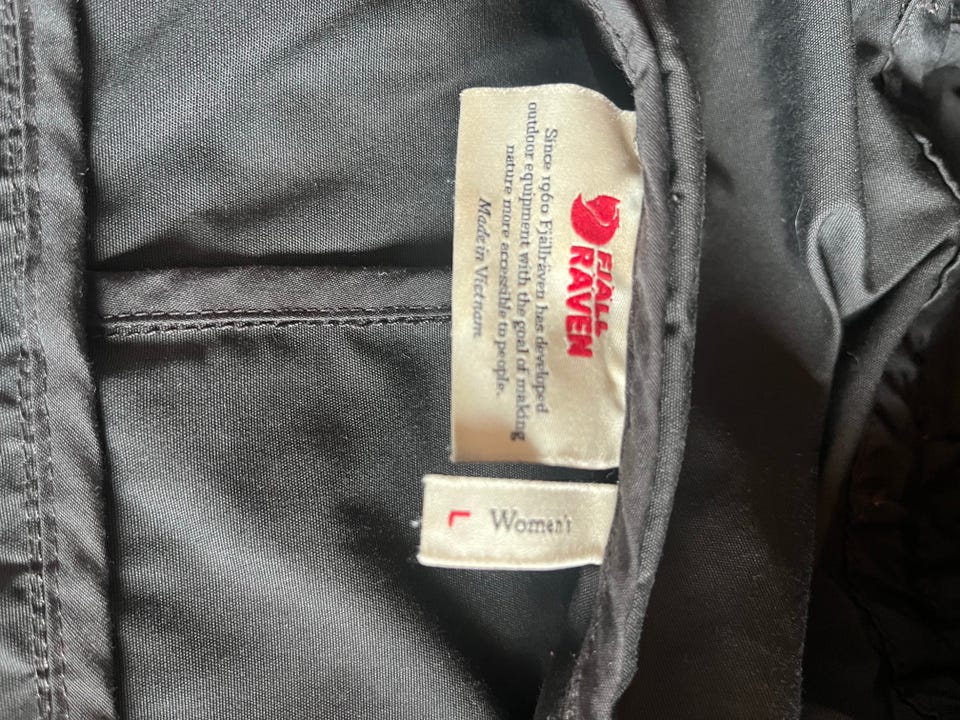 FJÄLL
RÄVEN
Since 1960 Fjällräven has developed
outdoor equipment with the goal of making
nature more accessible to people.
Made in Vietnam
L Women's